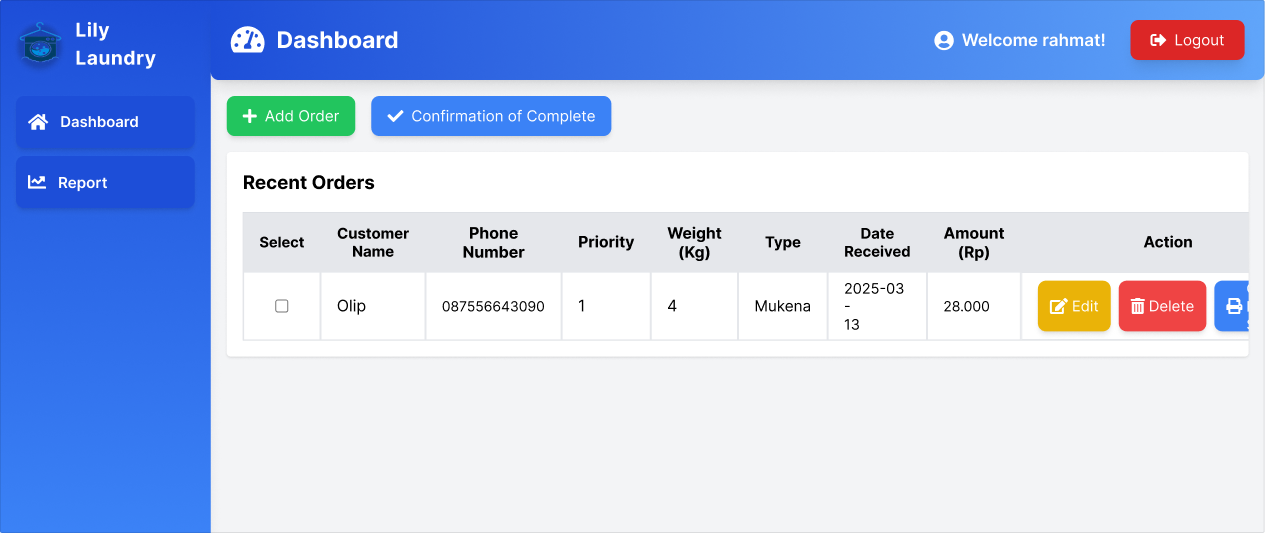 Lily
Laundry
Dashboard
Report
Dashboard
Welcome rahmat!
Logout
Add Order
Confirmation of Complete
Recent Orders
Select
Customer
Name
Phone
Number
Priority
Weight
(Kg)
Type
Date
Received
Amount
(Rp)
Action
Olip
087556643090
1
4
Mukena
2025-03
-
13
28.000
Edit
Delete